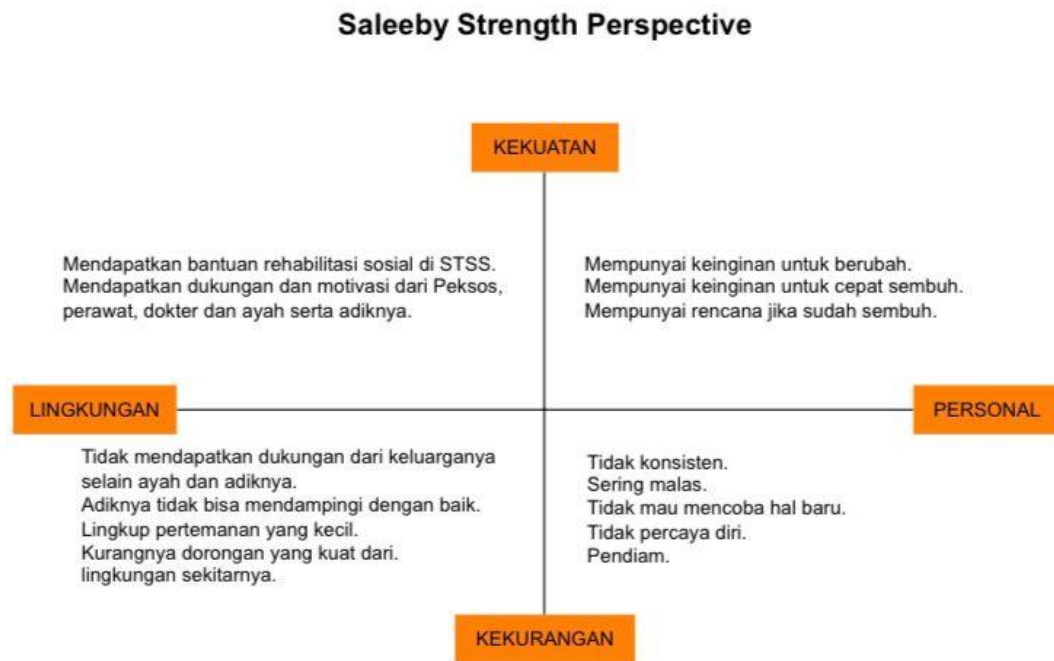 Saleeby Strength Perspective
KEKUATAN
Mendapatkan bantuan rehabilitasi sosial di STSS.
Mendapatkan dukungan dan motivasi dari Peksos,
perawat, dokter dan ayah serta adiknya.
Mempunyai keinginan untuk berubah.
Mempunyai keinginan untuk cepat sembuh.
Mempunyai rencana jika sudah sembuh.
LINGKUNGAN
PERSONAL
Tidak mendapatkan dukungan dari keluarganya
selain ayah dan adiknya.
Adiknya tidak bisa mendampingi dengan baik.
Lingkup pertemanan yang kecil.
Kurangnya dorongan yang kuat dari.
lingkungan sekitarnya.
Tidak konsisten.
Sering malas.
Tidak mau mencoba hal baru.
Tidak percaya diri.
Pendiam.
KEKURANGAN